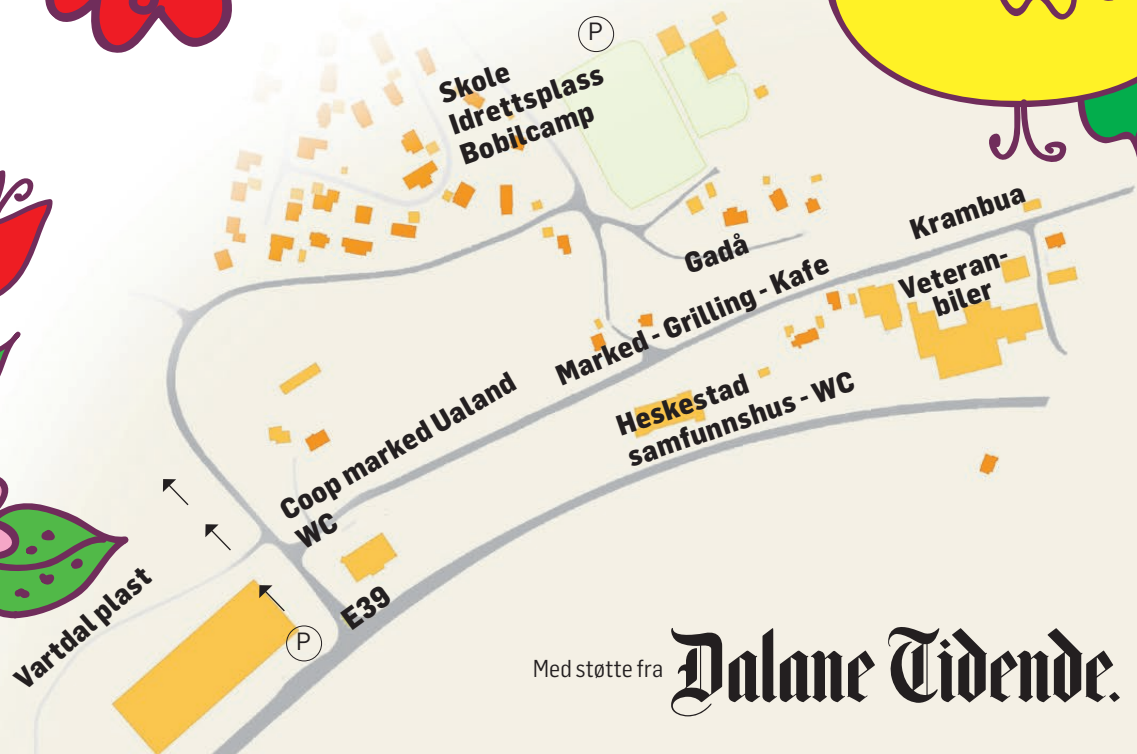 P
Skole
Idrettsplass
Bobilcamp
Krambua
Gadå
Veteran-
biler
Marked - Grilling - Kafe
Heskestad
samfunnshus - WC
Coop marked Ualand
WC
E39
Vartdal plast
P
Med støtte fra Dalane Tidende.